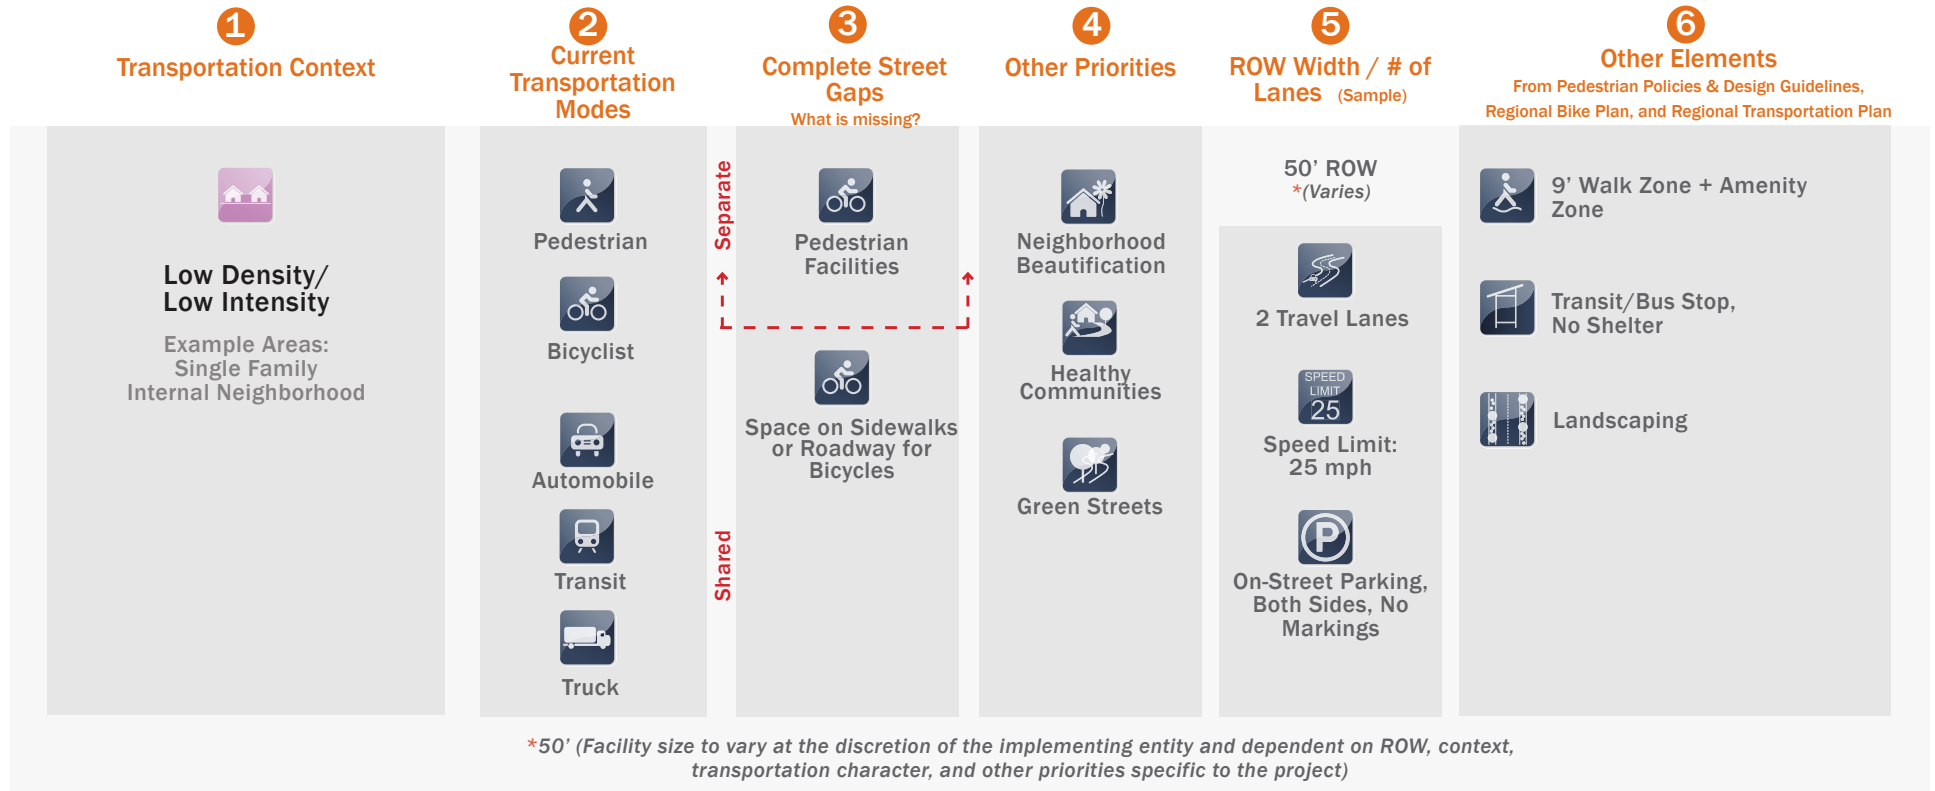 1
Transportation Context
Low Density/
Low Intensity
Example Areas:
Single Family
Internal Neighborhood
2
Current
Transportation
Modes
Pedestrian
Bicyclist
Automobile
Transit
Truck
Separate
Shared
3
Complete Street
Gaps
What is missing?
Pedestrian
Facilities
Space on Sidewalks
or Roadway for
Bicycles
4
Other Priorities
Neighborhood
Beautification
Healthy
Communities
Green Streets
5
ROW Width / # of
Lanes (Sample)
50’ ROW
*(Varies)
2 Travel Lanes
SPEED
LIMIT
25
Speed Limit:
25 mph
P
On-Street Parking,
Both Sides, No
Markings
6
Other Elements
From Pedestrian Policies & Design Guidelines,
Regional Bike Plan, and Regional Transportation Plan
9’ Walk Zone + Amenity
Zone
Transit/Bus Stop,
No Shelter
Landscaping
*50’ (Facility size to vary at the discretion of the implementing entity and dependent on ROW, context,
transportation character, and other priorities specific to the project)